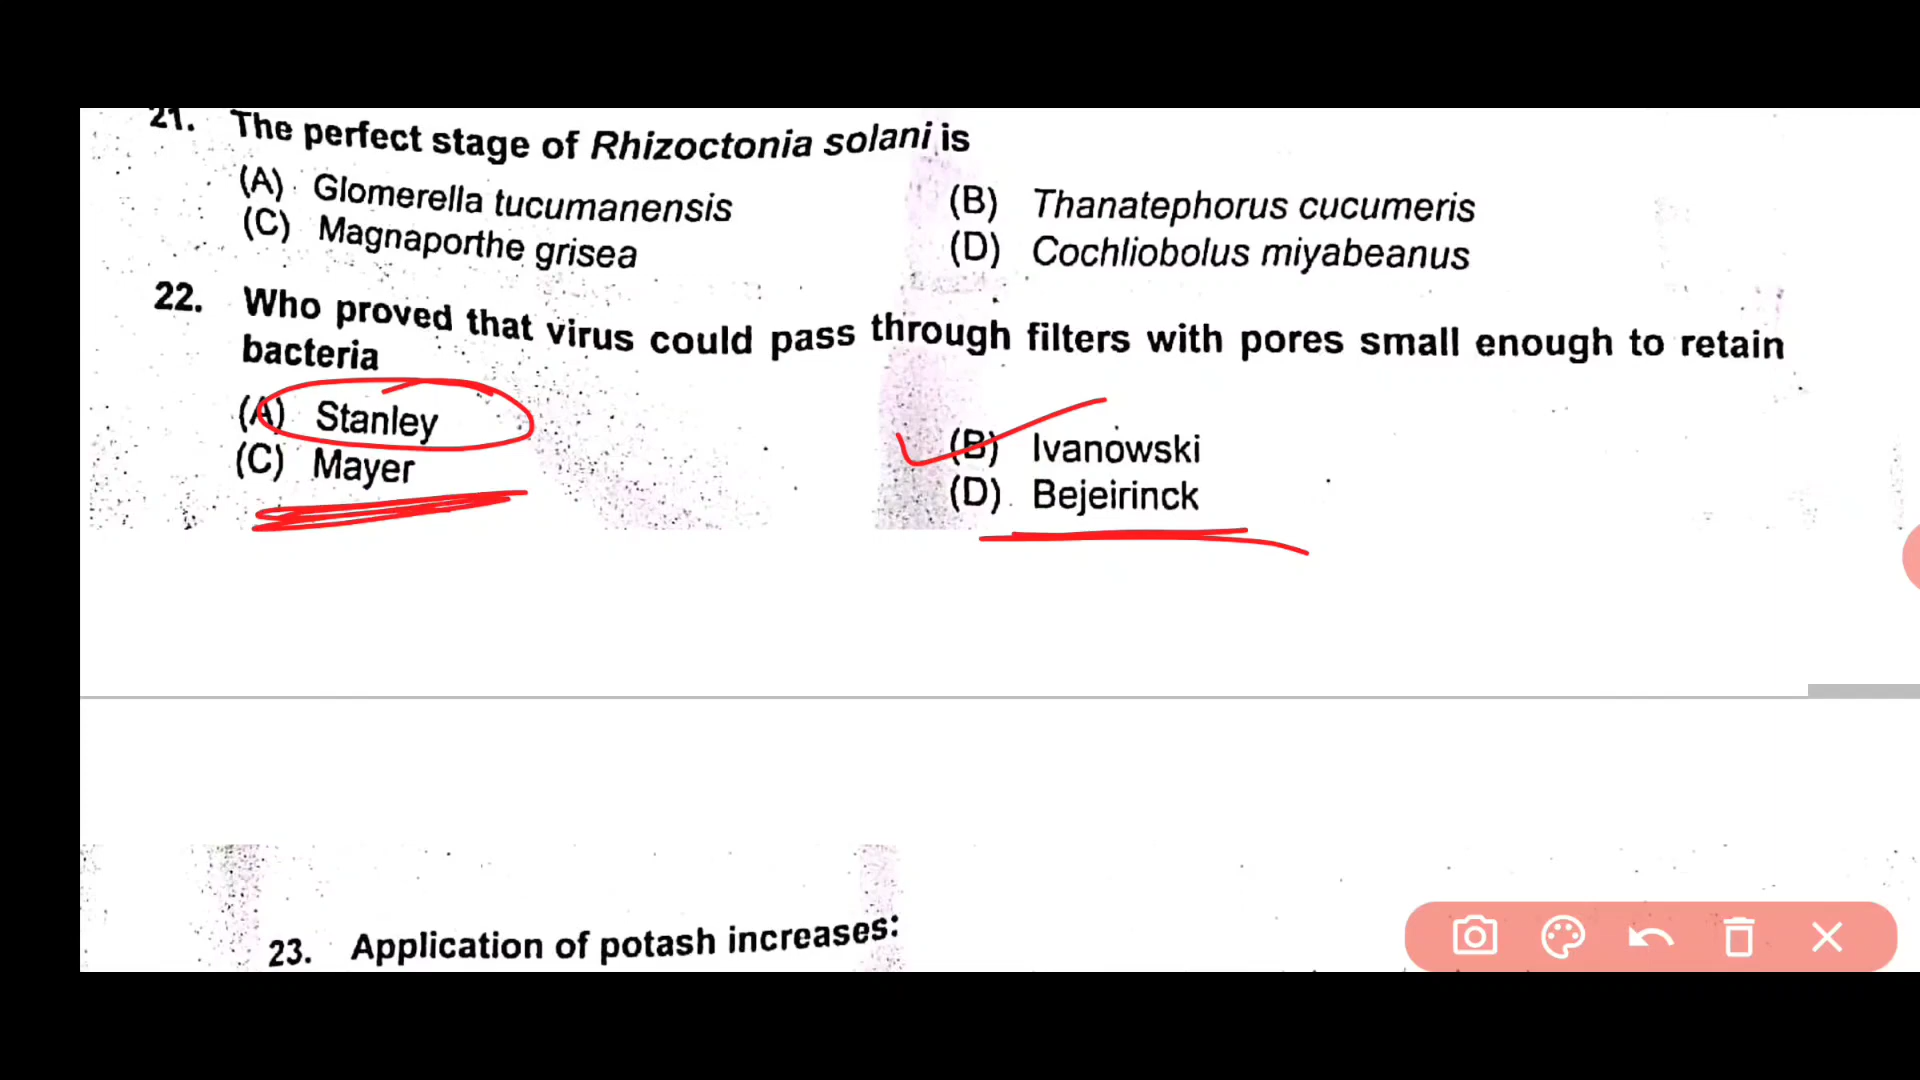 21. The perfect stage of Rhizoctonia solani is
(A) Glomerella tucumanensis (B) Thanatephorus cucumeris
(C) Magnaporthe grisea (D) Cochliobolus miyabeanus
22. Who proved that virus could pass through filters with pores small enough to retain
bacteria
(A) Stanley (B) Ivanowski
(C) Mayer (D) Bejeirinck
23. Application of potash increases: